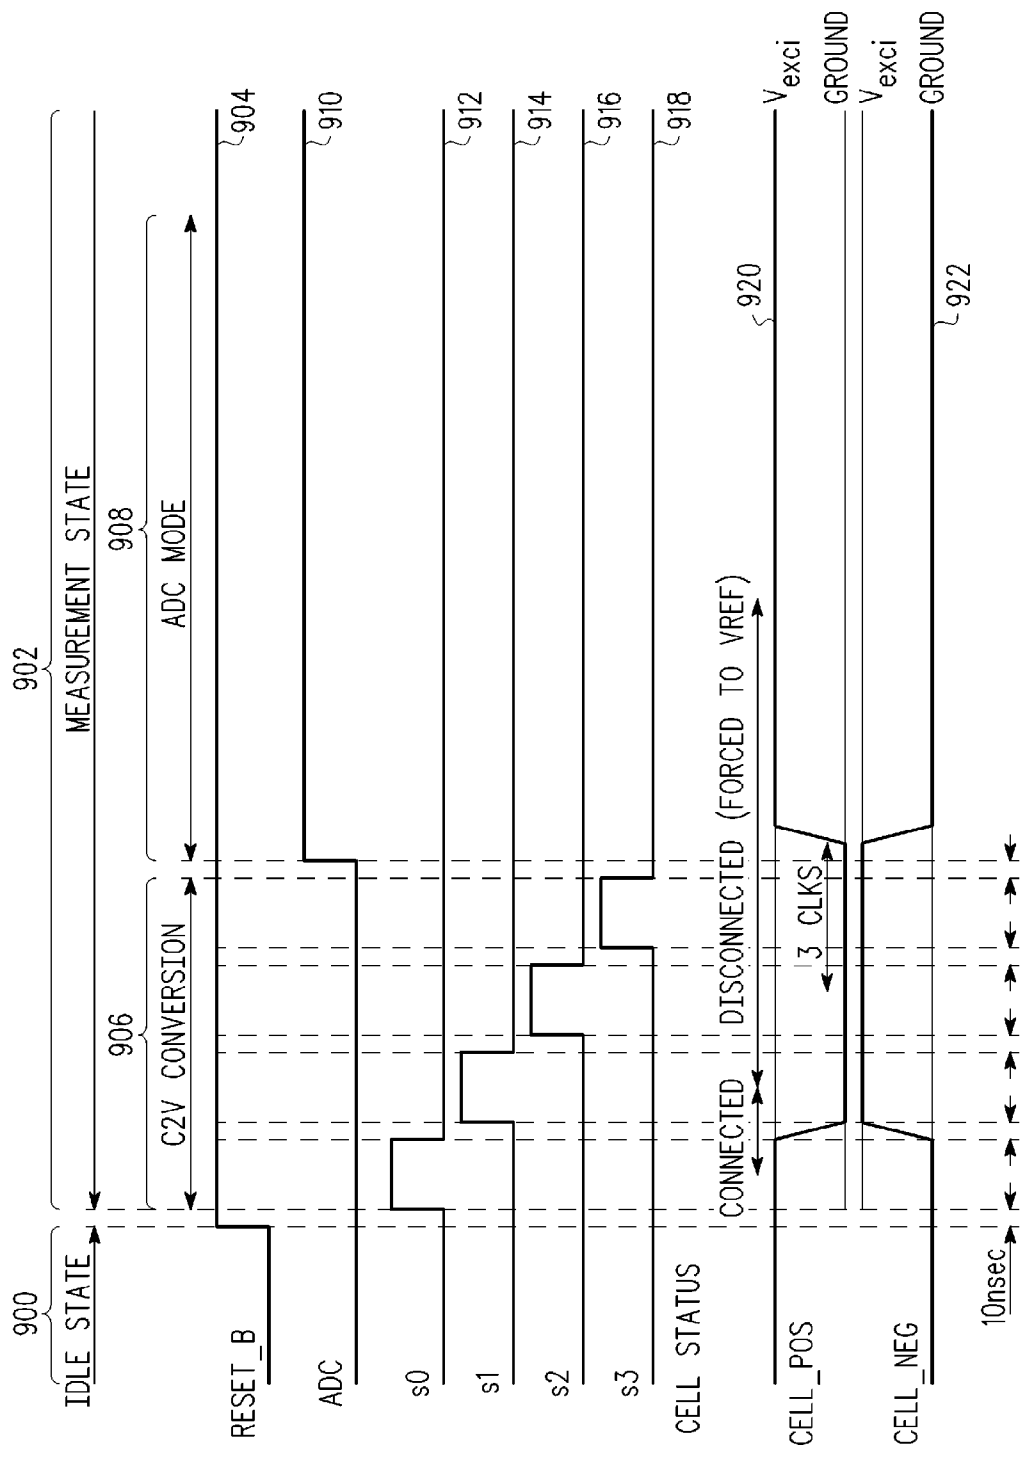 900
902
IDLE STATE
MEASUREMENT STATE
906
908
C2V CONVERSION
ADC MODE
RESET_B
904
ADC
910
s0
912
s1
914
s2
916
s3
918
CELL STATUS
CONNECTED
DISCONNECTED (FORCED TO VREF)
920
Vexci
CELL_POS
3 CLKS
GROUND
Vexci
CELL_NEG
GROUND
922
10nsec